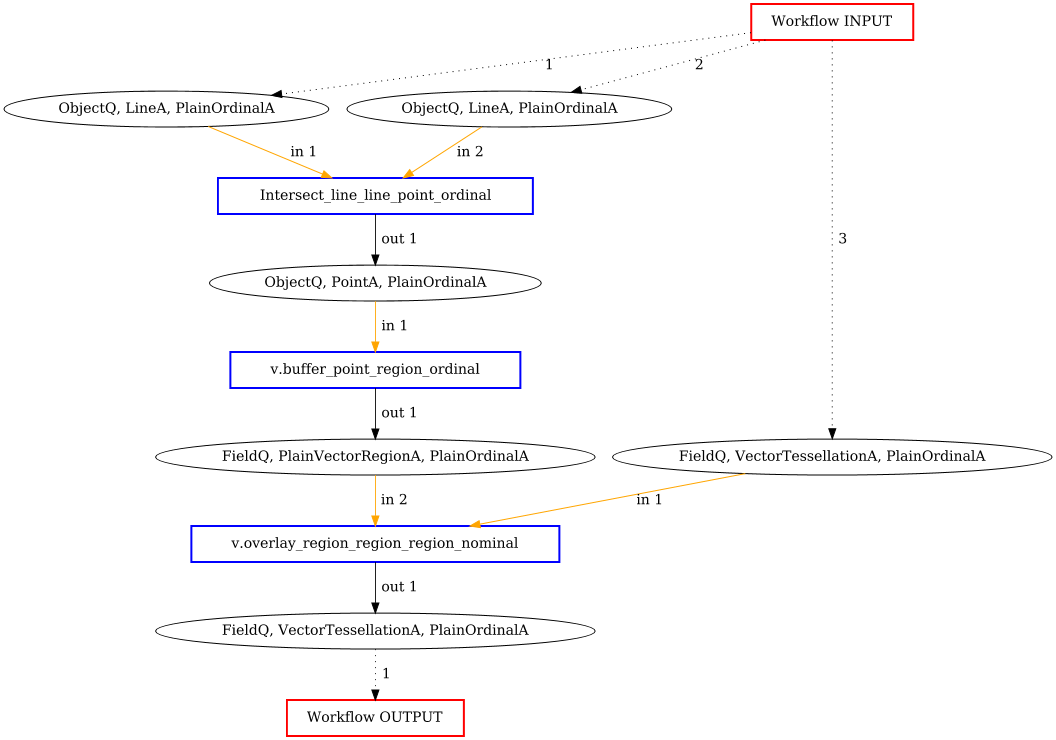 Workflow INPUT
1
2
ObjectQ, LineA, PlainOrdinalA
ObjectQ, LineA, PlainOrdinalA
in 1
in 2
Intersect_line_line_point_ordinal
out 1
3
ObjectQ, PointA, PlainOrdinalA
in 1
v.buffer_point_region_ordinal
out 1
FieldQ, PlainVectorRegionA, PlainOrdinalA
FieldQ, VectorTessellationA, PlainOrdinalA
in 2
in 1
v.overlay_region_region_region_nominal
out 1
FieldQ, VectorTessellationA, PlainOrdinalA
1
Workflow OUTPUT